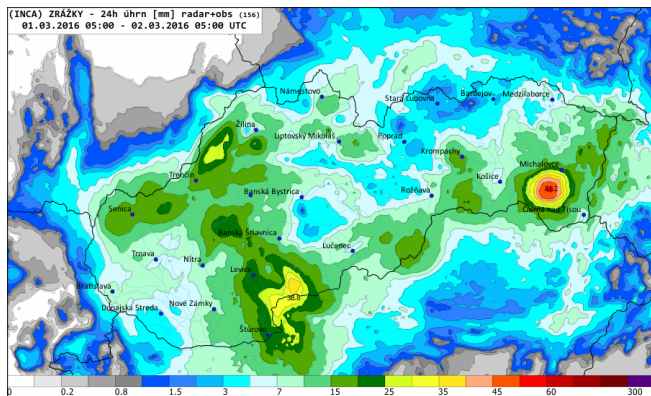 (INCA) ZRÁŽKY - 24h úhrn [mm] radar+obs (156)
01.03.2016 05:00 - 02.03.2016 05:00 UTC
Námestovo
Stará Ľubovňa
Bardejov
Medzilaborce
Žilina
Liptovský Mikuláš
Poprad
Krompachy
Trenčín
Michalovce
Košice
Banská Bystrica
Rožňava
Senica
Čierna nad Tisou
Banská Štiavnica
Lučenec
Trnava
Nitra
Levice
Bratislava
38.8
Dunajská Streda
Nové Zámky
Štúrovo
0 0.2 0.8 1.5 3 7 15 25 35 45 60 100 300